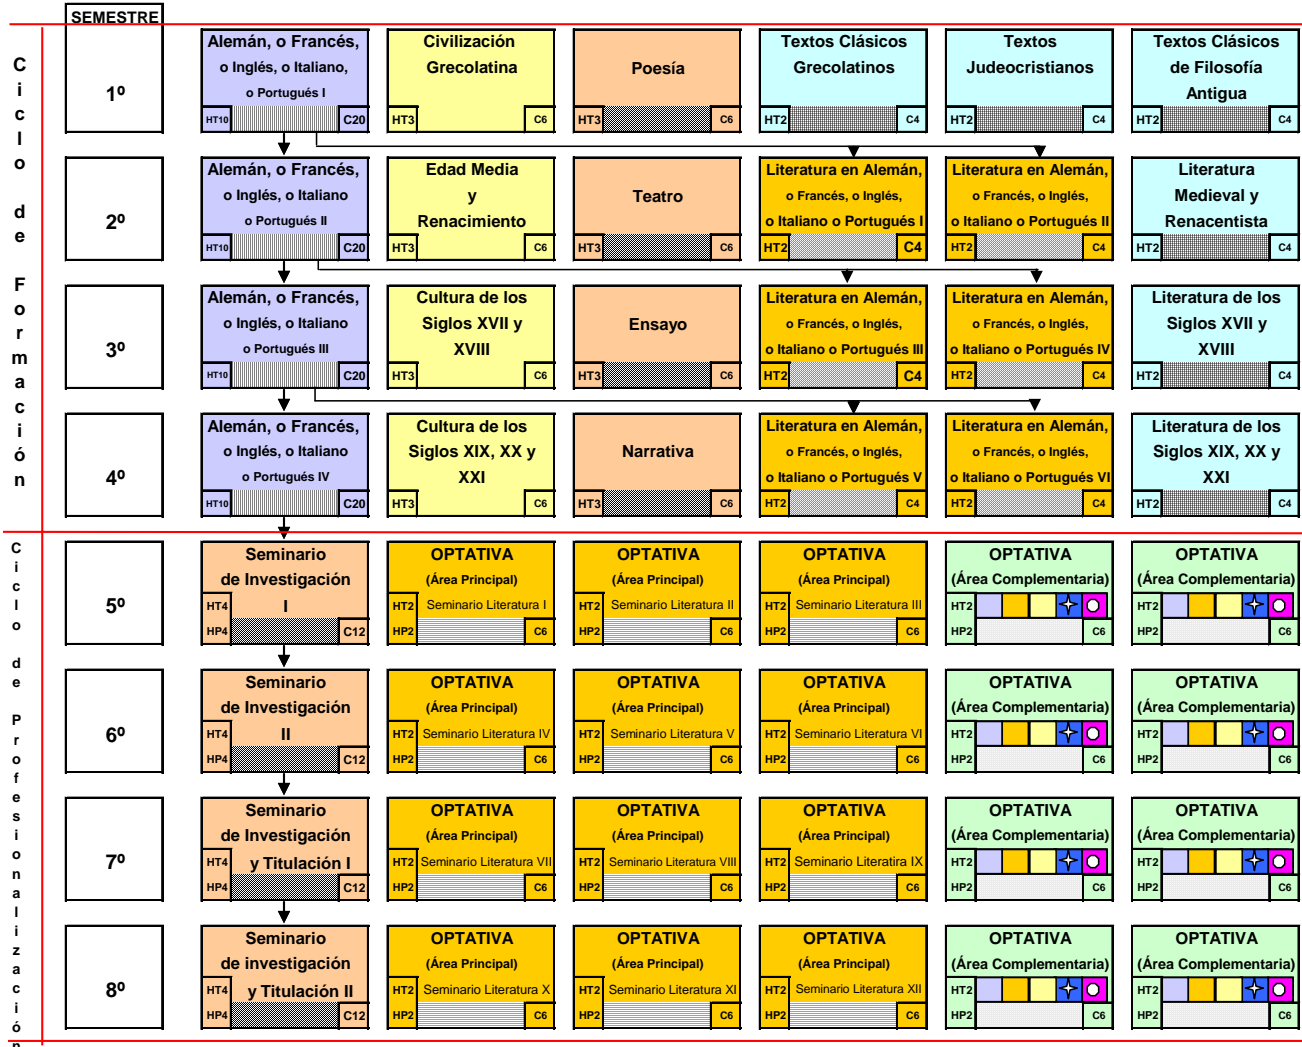 SEMESTRE
Ciclo de Formación
1º
Alemán, o Francés,
o Inglés, o Italiano,
o Portugués I
HT10 C20
Civilización
Grecolatina
HT3 C6
Poesía
HT3 C6
Textos Clásicos
Grecolatinos
HT2 C4
Textos
Judeocristianos
HT2 C4
Textos Clásicos
de Filosofía
Antigua
HT2 C4
2º
Alemán, o Francés,
o Inglés, o Italiano
o Portugués II
HT10 C20
Edad Media
y
Renacimiento
HT3 C6
Teatro
HT3 C6
Literatura en Alemán,
o Francés, o Inglés,
o Italiano o Portugués I
HT2 C4
Literatura en Alemán,
o Francés, o Inglés,
o Italiano o Portugués II
HT2 C4
Literatura
Medieval y
Renacentista
HT2 C4
3º
Alemán, o Francés,
o Inglés, o Italiano
o Portugués III
HT10 C20
Cultura de los
Siglos XVII y
XVIII
HT3 C6
Ensayo
HT3 C6
Literatura en Alemán,
o Francés, o Inglés,
o Italiano o Portugués III
HT2 C4
Literatura en Alemán,
o Francés, o Inglés,
o Italiano o Portugués IV
HT2 C4
Literatura de los
Siglos XVII y
XVIII
HT2 C4
4º
Alemán, o Francés,
o Inglés, o Italiano
o Portugués IV
HT10 C20
Cultura de los
Siglos XIX, XX y
XXI
HT3 C6
Narrativa
HT3 C6
Literatura en Alemán,
o Francés, o Inglés,
o Italiano o Portugués V
HT2 C4
Literatura en Alemán,
o Francés, o Inglés,
o Italiano o Portugués VI
HT2 C4
Literatura de los
Siglos XIX, XX y
XXI
HT2 C4
Ciclo de Profesionalización
5º
Seminario
de Investigación
HT4 I
HP4 C12
OPTATIVA
(Área Principal)
HT2 Seminario Literatura I
HP2 C6
OPTATIVA
(Área Principal)
HT2 Seminario Literatura II
HP2 C6
OPTATIVA
(Área Principal)
HT2 Seminario Literatura III
HP2 C6
OPTATIVA
(Área Complementaria)
HT2
HP2 C6
OPTATIVA
(Área Complementaria)
HT2
HP2 C6
6º
Seminario
de Investigación
HT4 II
HP4 C12
OPTATIVA
(Área Principal)
HT2 Seminario Literatura IV
HP2 C6
OPTATIVA
(Área Principal)
HT2 Seminario Literatura V
HP2 C6
OPTATIVA
(Área Principal)
HT2 Seminario Literatura VI
HP2 C6
OPTATIVA
(Área Complementaria)
HT2
HP2 C6
OPTATIVA
(Área Complementaria)
HT2
HP2 C6
7º
Seminario
de Investigación
HT4 y Titulación I
HP4 C12
OPTATIVA
(Área Principal)
HT2 Seminario Literatura VII
HP2 C6
OPTATIVA
(Área Principal)
HT2 Seminario Literatura VIII
HP2 C6
OPTATIVA
(Área Principal)
HT2 Seminario Literatira IX
HP2 C6
OPTATIVA
(Área Complementaria)
HT2
HP2 C6
OPTATIVA
(Área Complementaria)
HT2
HP2 C6
8º
Seminario
de investigación
HT4 y Titulación II
HP4 C12
OPTATIVA
(Área Principal)
HT2 Seminario Literatura X
HP2 C6
OPTATIVA
(Área Principal)
HT2 Seminario Literatura XI
HP2 C6
OPTATIVA
(Área Principal)
HT2 Seminario Literatura XII
HP2 C6
OPTATIVA
(Área Complementaria)
HT2
HP2 C6
OPTATIVA
(Área Complementaria)
HT2
HP2 C6